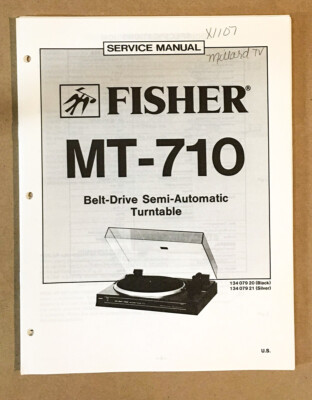 X1107
Millard TV
SERVICE MANUAL
FISHER®
MT-710
Belt-Drive Semi-Automatic
Turntable
134 079 20 (Black)
134 079 21 (Silver)
U.S.